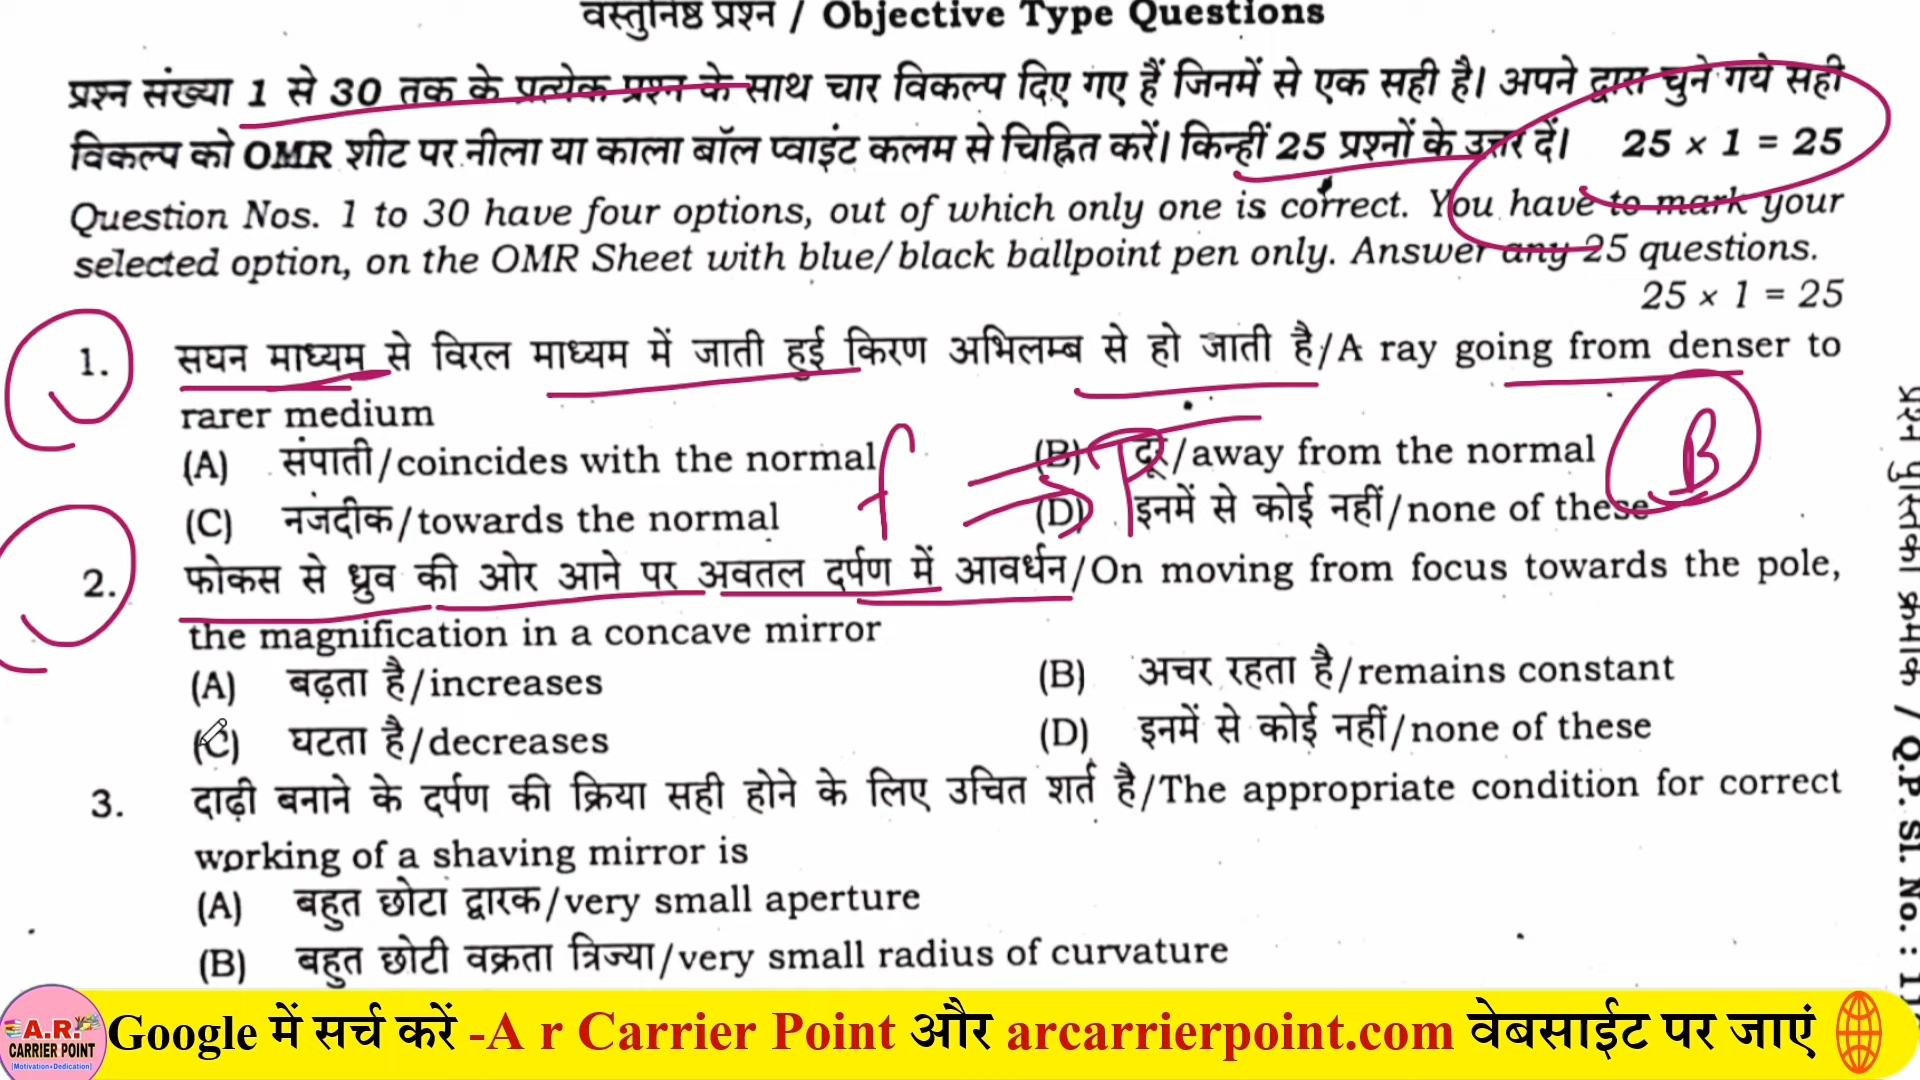 वस्तुनिष्ठ प्रश्न / Objective Type Questions
प्रश्न संख्या 1 से 30 तक के प्रत्येक प्रश्न के साथ चार विकल्प दिए गए हैं जिनमें से एक सही है। अपने द्वारा चुने गये सही
विकल्प को OMR शीट पर नीला या काला बॉल प्वाइंट कलम से चिह्नित करें। किन्हीं 25 प्रश्नों के उत्तर दें। 25 × 1 = 25
Question Nos. 1 to 30 have four options, out of which only one is correct. You have to mark your
selected option, on the OMR Sheet with blue/black ballpoint pen only. Answer any 25 questions.
25 × 1 = 25
1. सघन माध्यम से विरल माध्यम में जाती हुई किरण अभिलम्ब से हो जाती है/A ray going from denser to
rarer medium
(A) संपाती/coincides with the normal (B) दूर/away from the normal B
(C) नजदीक/towards the normal (D) इनमें से कोई नहीं/none of these
f P
2. फोकस से ध्रुव की ओर आने पर अवतल दर्पण में आवर्धन/On moving from focus towards the pole,
the magnification in a concave mirror
(A) बढ़ता है/increases (B) अचर रहता है/remains constant
(C) घटता है/decreases (D) इनमें से कोई नहीं/none of these
3. दाढ़ी बनाने के दर्पण की क्रिया सही होने के लिए उचित शर्त है/The appropriate condition for correct
working of a shaving mirror is
(A) बहुत छोटा द्वारक/very small aperture
(B) बहुत छोटी वक्रता त्रिज्या/very small radius of curvature
प्रश्न पुस्तिका क्रमांक / Q.P. Sl. No. :
A.R.
CARRIER POINT
[Motivation+Dedication]
Google में सर्च करें -A r Carrier Point और arcarrierpoint.com वेबसाईट पर जाएं